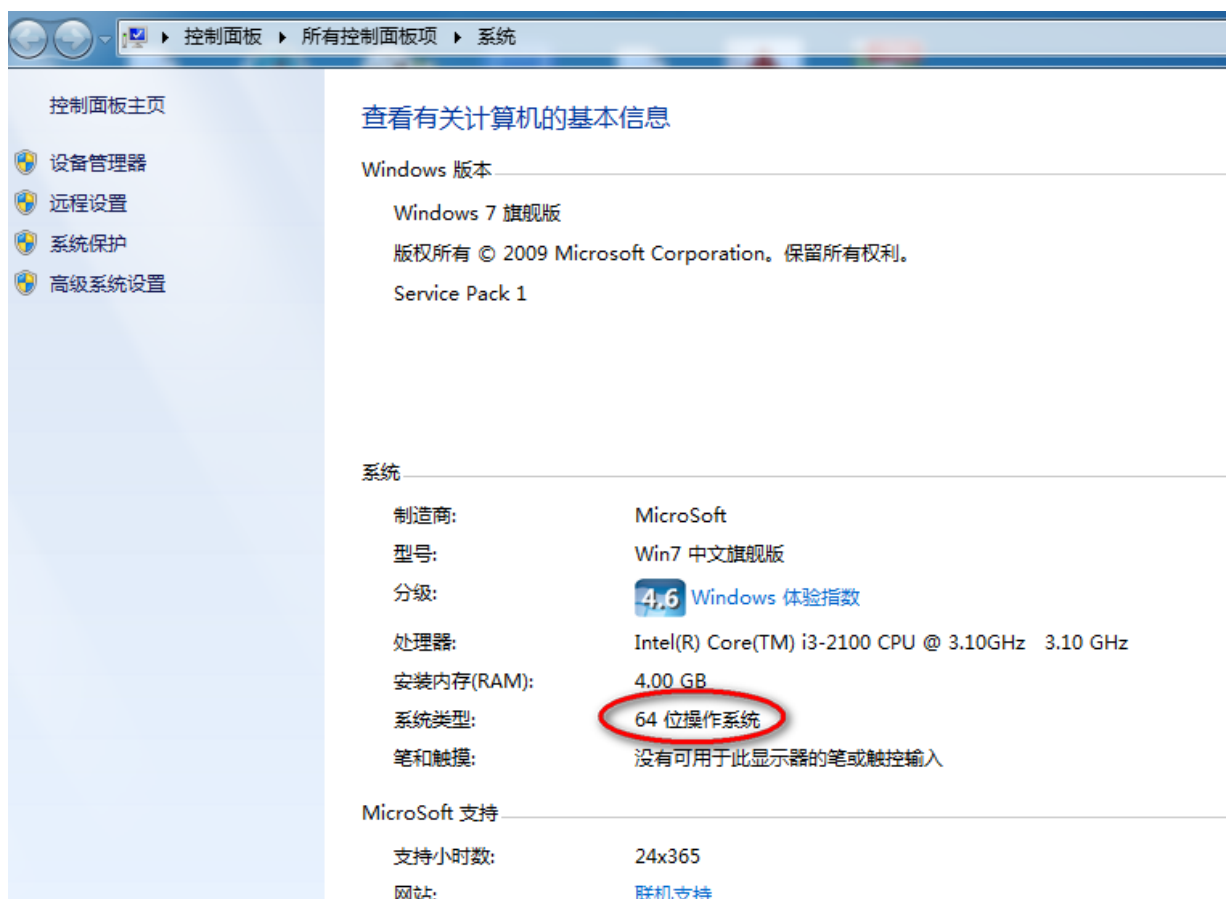 控制面板 ▸ 所有控制面板项 ▸ 系统
控制面板主页
设备管理器
远程设置
系统保护
高级系统设置
查看有关计算机的基本信息
Windows 版本
Windows 7 旗舰版
版权所有 © 2009 Microsoft Corporation。保留所有权利。
Service Pack 1
系统
制造商: MicroSoft
型号: Win7 中文旗舰版
分级: 4.6 Windows 体验指数
处理器: Intel(R) Core(TM) i3-2100 CPU @ 3.10GHz 3.10 GHz
安装内存(RAM): 4.00 GB
系统类型: 64 位操作系统
笔和触摸: 没有可用于此显示器的笔或触控输入
MicroSoft 支持
支持小时数: 24x365
网站: 联机支持